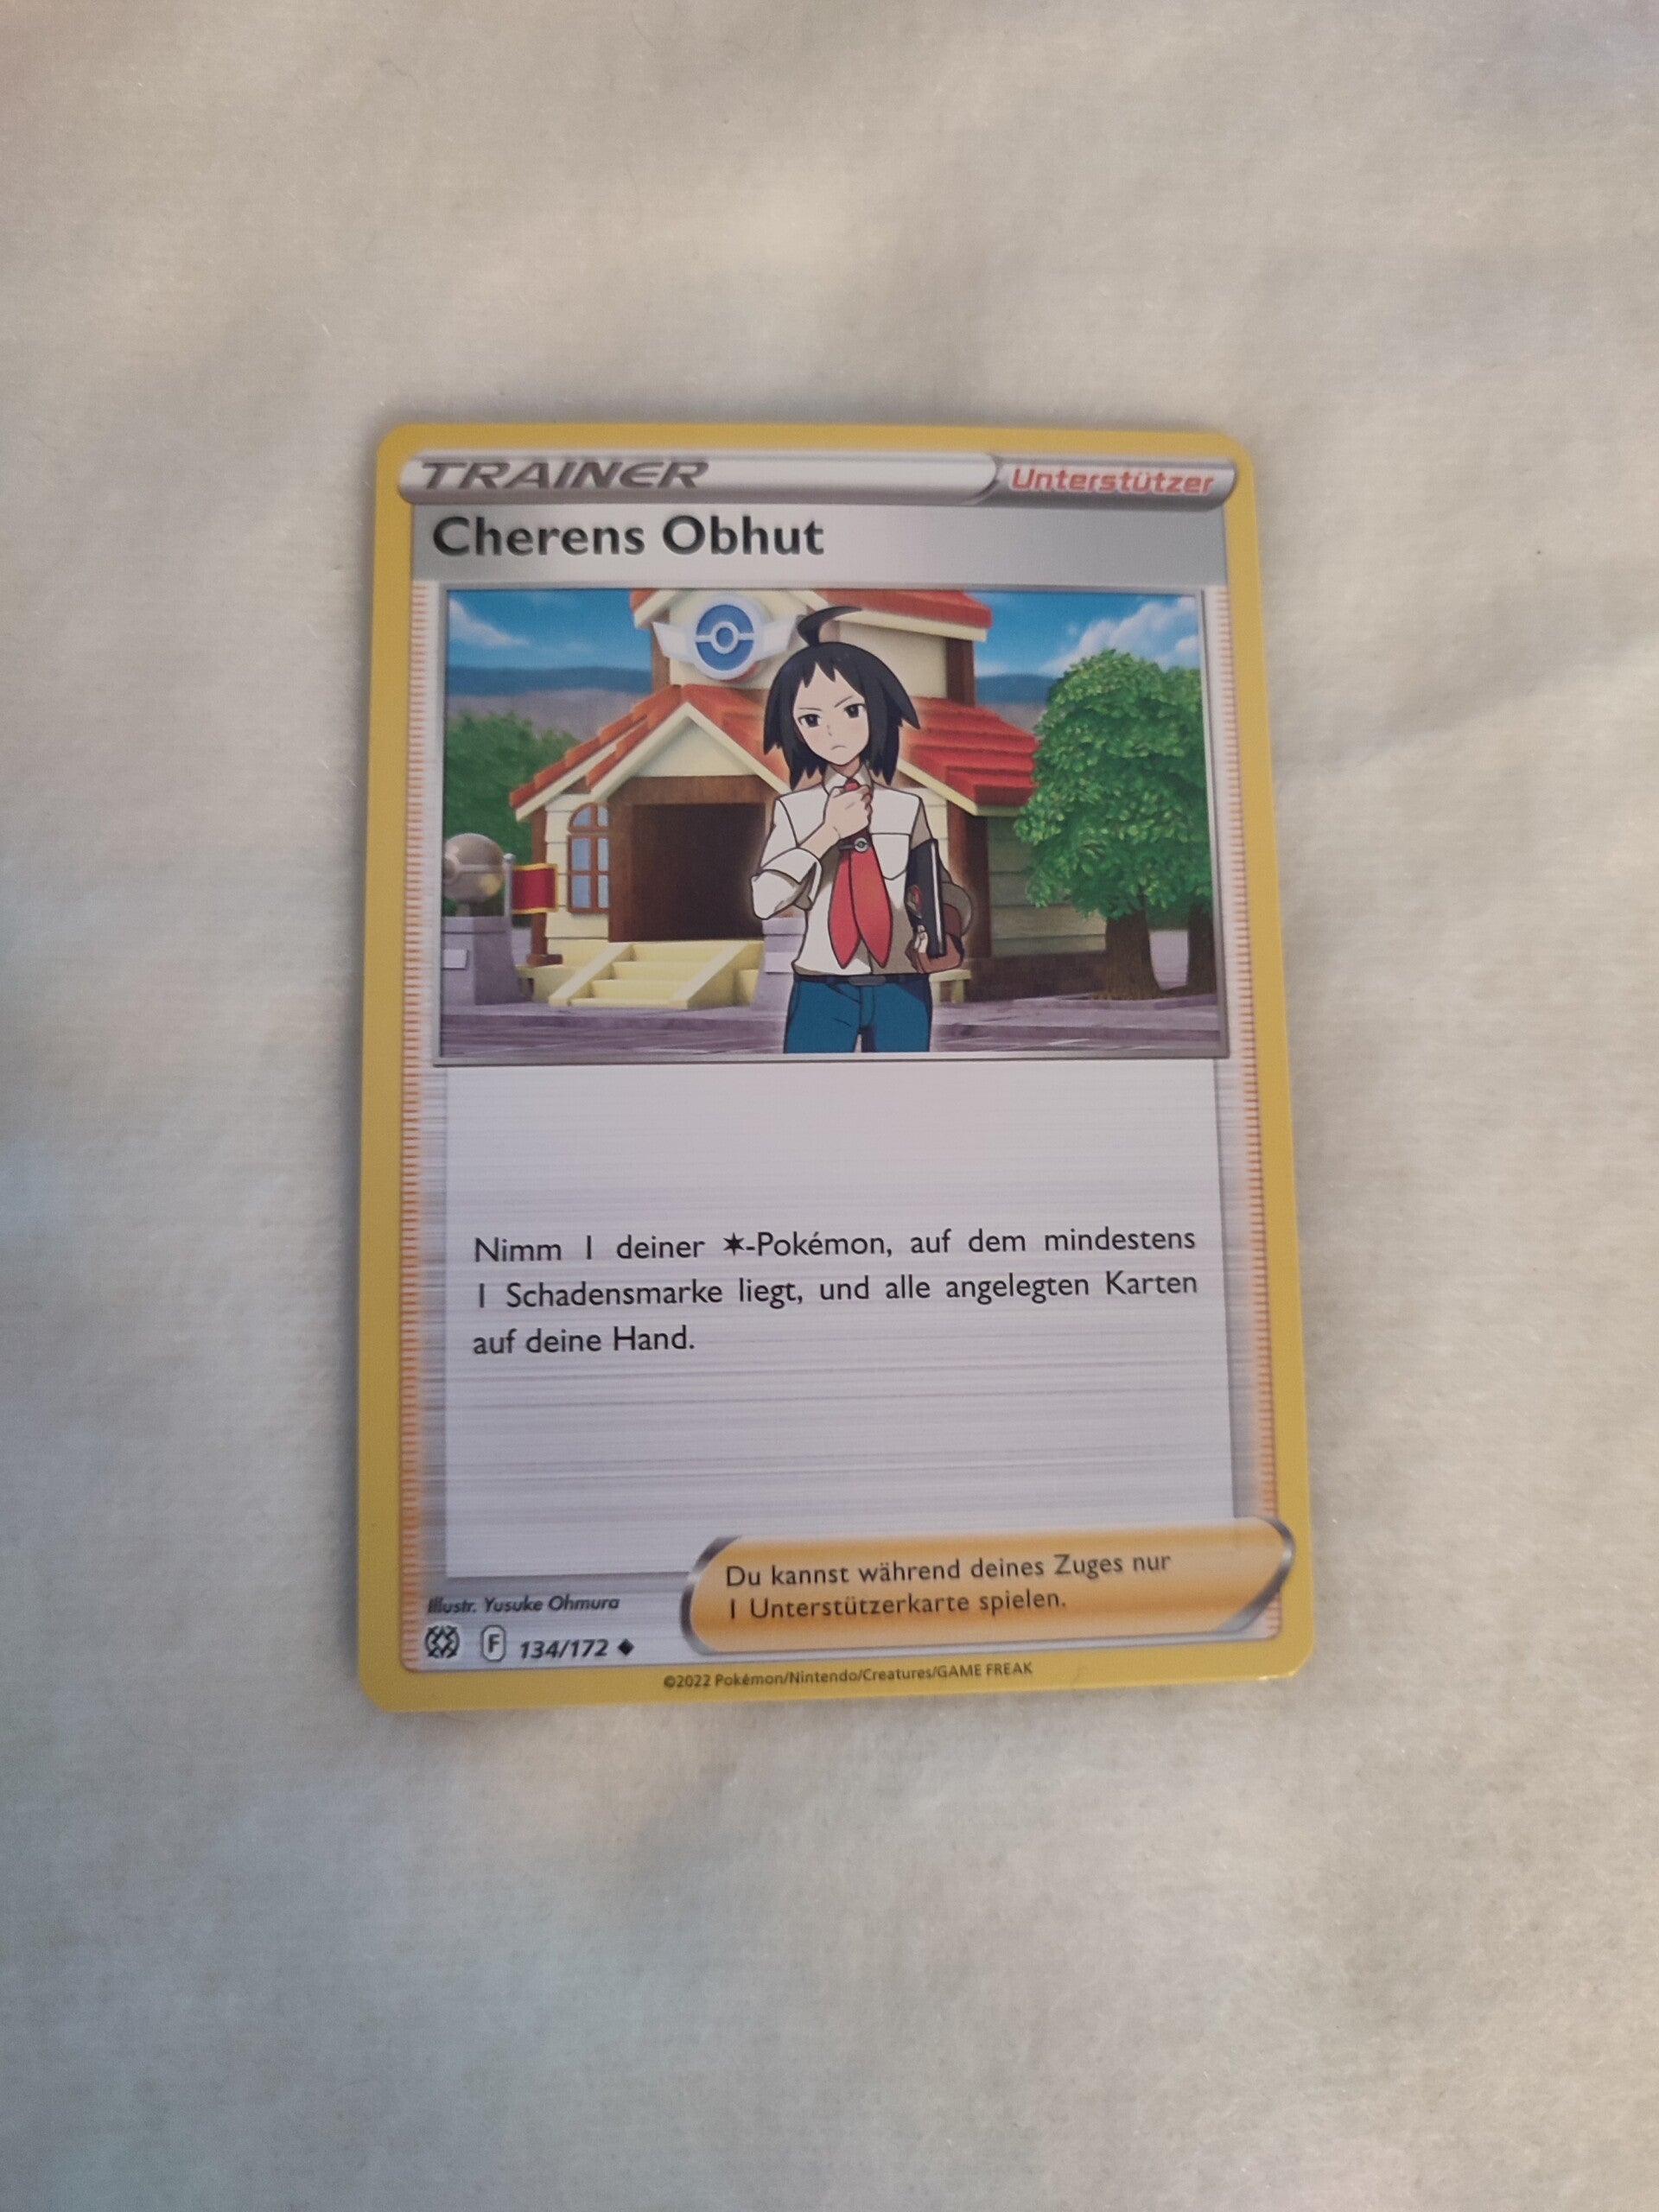 TRAINER Unterstützer
Cherens Obhut
Nimm 1 deiner ✶-Pokémon, auf dem mindestens
1 Schadensmarke liegt, und alle angelegten Karten
auf deine Hand.
Du kannst während deines Zuges nur
1 Unterstützerkarte spielen.
Illustr. Yusuke Ohmura
F 134/172 ◆
©2022 Pokémon/Nintendo/Creatures/GAME FREAK